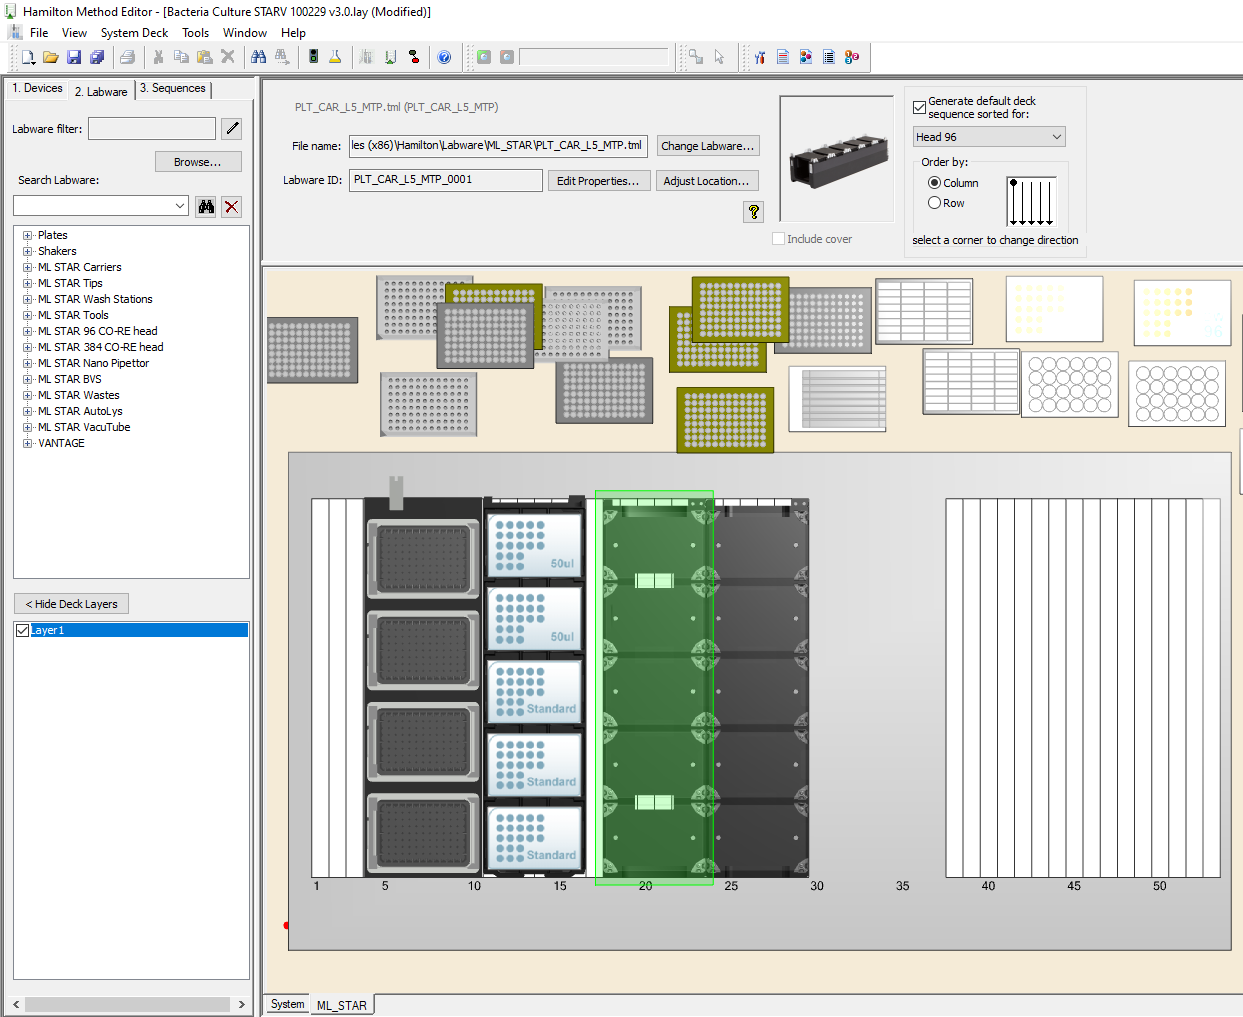 Hamilton Method Editor - [Bacteria Culture STARV 100229 v3.0.lay (Modified)]
File View System Deck Tools Window Help
1. Devices 2. Labware 3. Sequences
Labware filter:
Browse...
Search Labware:
Plates
Shakers
ML STAR Carriers
ML STAR Tips
ML STAR Wash Stations
ML STAR Tools
ML STAR 96 CO-RE head
ML STAR 384 CO-RE head
ML STAR Nano Pipettor
ML STAR BVS
ML STAR Wastes
ML STAR AutoLys
ML STAR VacuTube
VANTAGE
< Hide Deck Layers
Layer1
PLT_CAR_L5_MTP.tml (PLT_CAR_L5_MTP)
File name: les (x86)\Hamilton\Labware\ML_STAR\PLT_CAR_L5_MTP.tml Change Labware...
Labware ID: PLT_CAR_L5_MTP_0001 Edit Properties... Adjust Location...
?
Include cover
Generate default deck
sequence sorted for:
Head 96
Order by:
Column
Row
select a corner to change direction
50ul
50ul
Standard
Standard
Standard
1 5 10 15 20 25 30 35 40 45 50
System ML_STAR